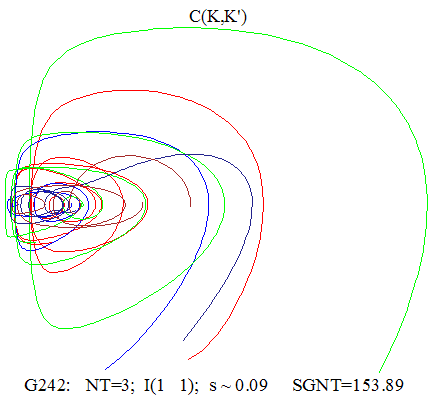 C(K,K')
G242: NT=3; I(1 1); s ~ 0.09 SGNT=153.89